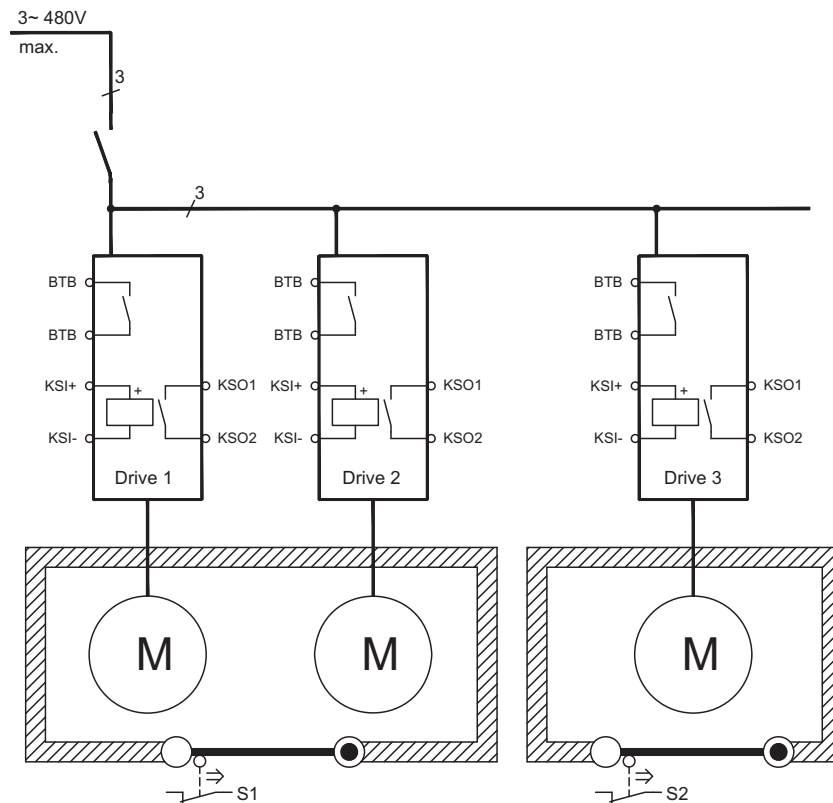 3~ 480V
max.
3
3
BTB
BTB
KSI+
KSI-
KSO1
KSO2
Drive 1
BTB
BTB
KSI+
KSI-
KSO1
KSO2
Drive 2
BTB
BTB
KSI+
KSI-
KSO1
KSO2
Drive 3
+
+
+
M
M
M
S1
S2